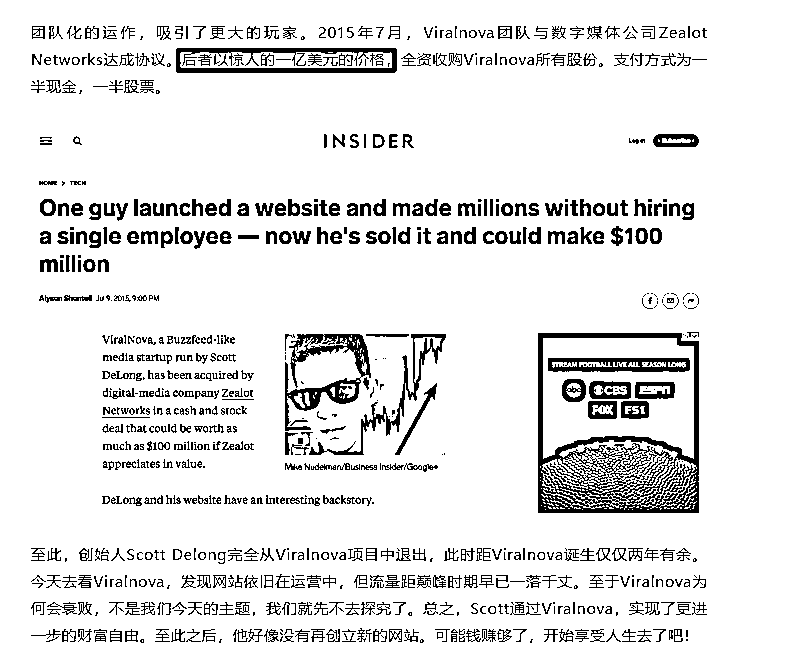 团队化的运作，吸引了更大的玩家。2015年7月，Viralnova团队与数字媒体公司Zealot
Networks达成协议。后者以惊人的一亿美元的价格，全资收购Viralnova所有股份。支付方式为一
半现金，一半股票。
INSIDER
Log in
Subscribe
HOME > TECH
One guy launched a website and made millions without hiring
a single employee — now he's sold it and could make $100
million
Alyson Shontell Jul 9, 2015, 9:00 PM
ViralNova, a Buzzfeed-like
media startup run by Scott
DeLong, has been acquired by
digital-media company Zealot
Networks in a cash and stock
deal that could be worth as
much as $100 million if Zealot
appreciates in value.
Mike Nudelman/Business Insider/Google+
STREAM FOOTBALL LIVE ALL SEASON LONG
abc CBS ESPN
FOX FS1
DeLong and his website have an interesting backstory.
至此，创始人Scott Delong完全从Viralnova项目中退出，此时距Viralnova诞生仅仅两年有余。
今天去看Viralnova，发现网站依旧在运营中，但流量距巅峰时期早已一落千丈。至于Viralnova为
何会衰败，不是我们今天的主题，我们就先不去探究了。总之，Scott通过Viralnova，实现了更进
一步的财富自由。至此之后，他好像没有再创立新的网站。可能钱赚够了，开始享受人生去了吧！